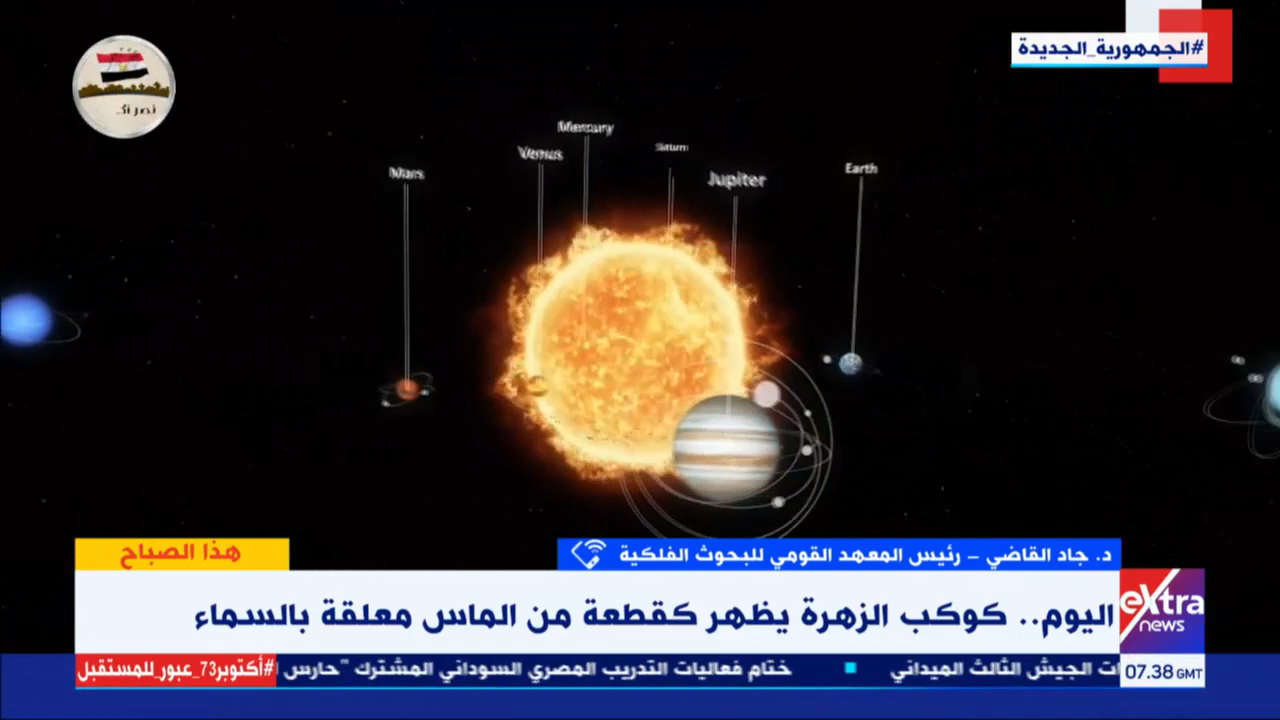 #الجمهورية_الجديدة
Mercury
Venus
Saturn
Mars
Jupiter
Earth
هذا الصباح
د. جاد القاضي – رئيس المعهد القومي للبحوث الفلكية
اليوم.. كوكب الزهرة يظهر كقطعة من الماس معلقة بالسماء
eXtra
news
ات الجيش الثالث الميداني ■ ختام فعاليات التدريب المصري السوداني المشترك "حارس
#أكتوبر73_عبور_للمستقبل
07.38 GMT